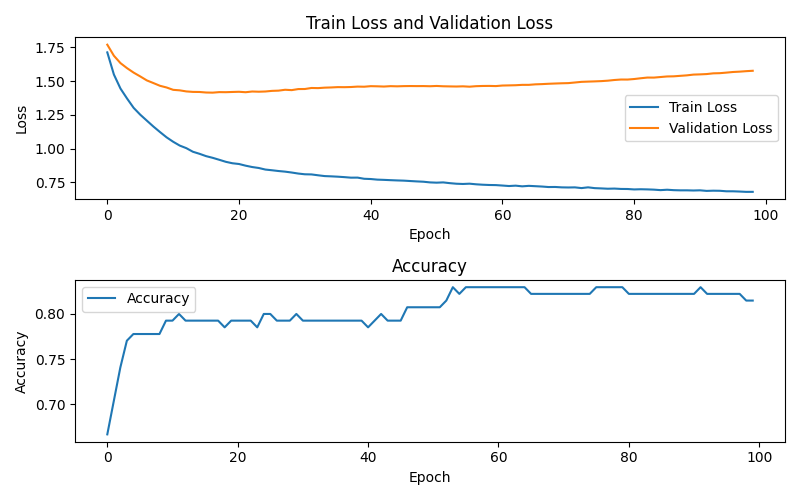 Train Loss and Validation Loss
1.75
1.50
1.25
1.00
0.75
Loss
Train Loss
Validation Loss
0 20 40 60 80 100
Epoch
Accuracy
Accuracy
0.80
0.75
0.70
Accuracy
0 20 40 60 80 100
Epoch